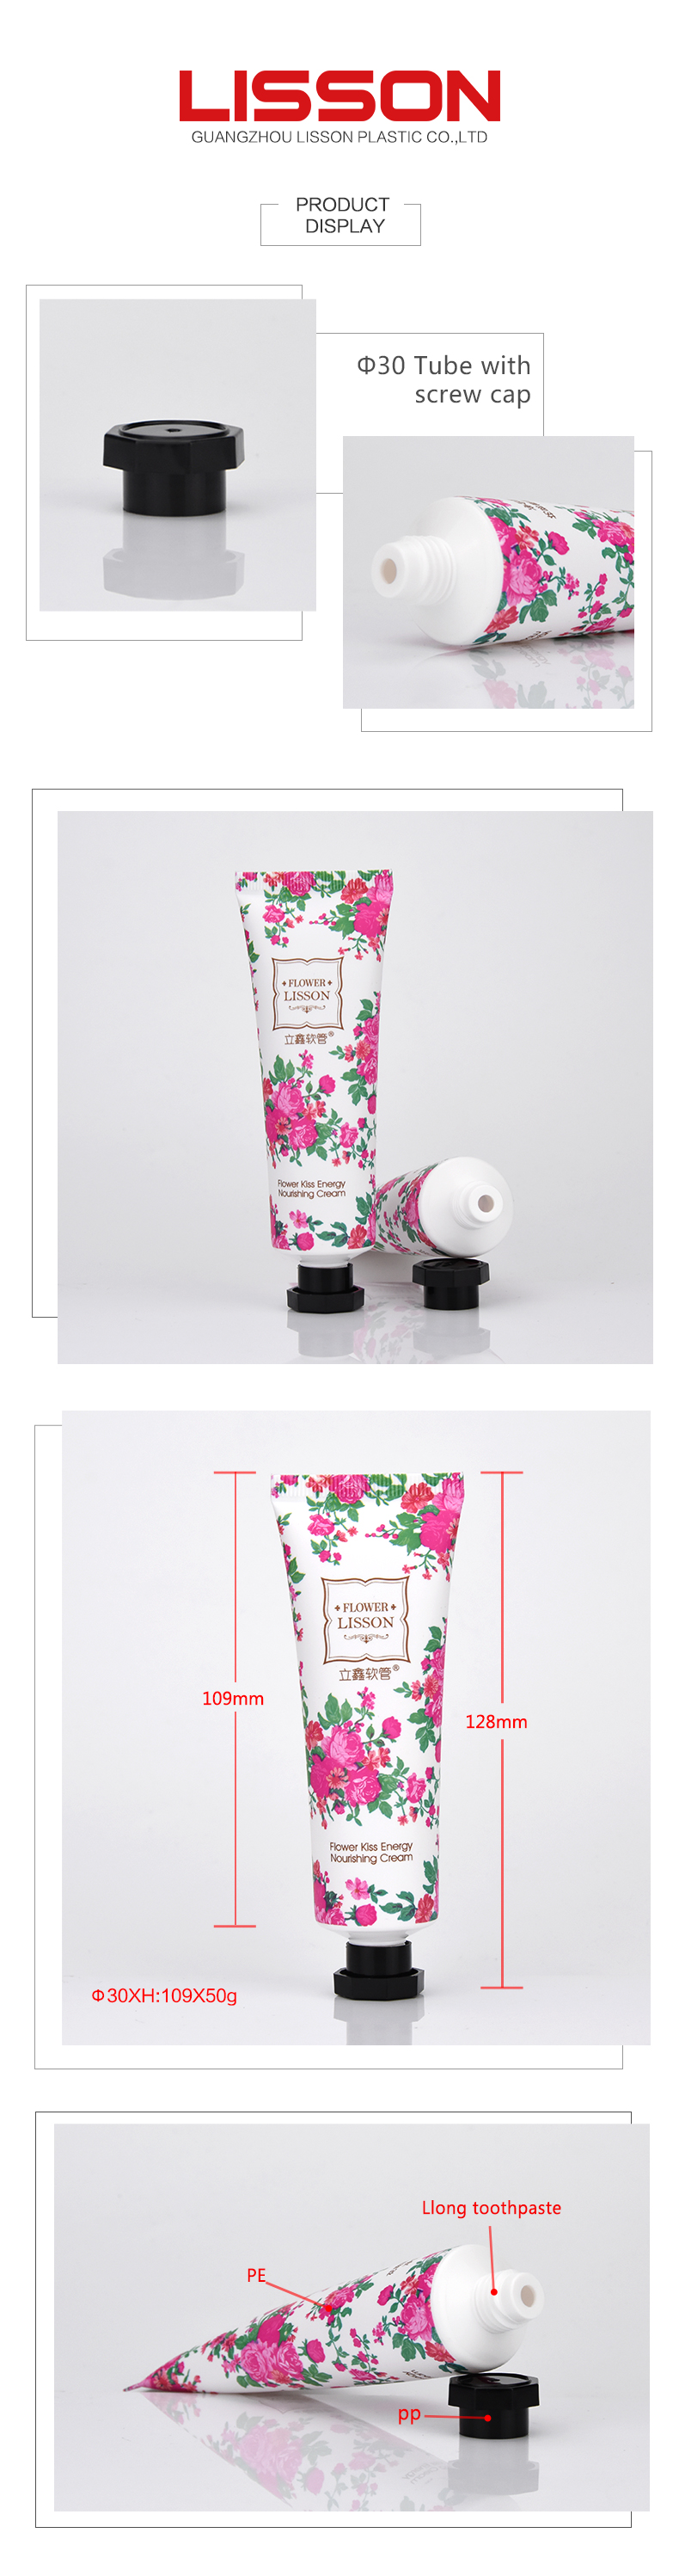 LISSON
GUANGZHOU LISSON PLASTIC CO.,LTD
PRODUCT
DISPLAY
Φ30 Tube with
screw cap
FLOWER
LISSON
立鑫软管®
Flower Kiss Energy
Nourishing Cream
109mm
128mm
FLOWER
LISSON
立鑫软管®
Flower Kiss Energy
Nourishing Cream
Φ30XH:109X50g
Llong toothpaste
PE
pp